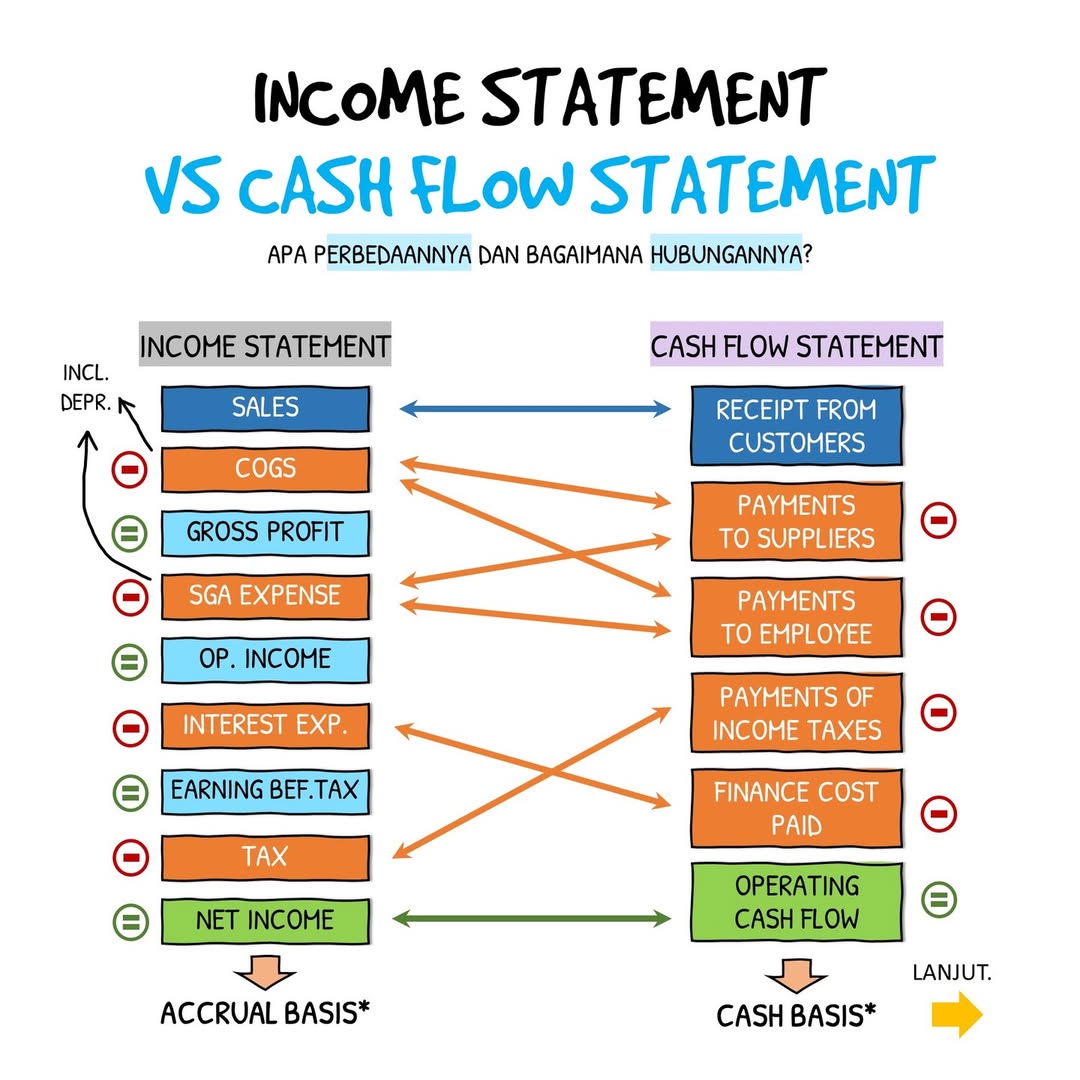 INCOME STATEMENT
VS CASH FLOW STATEMENT
APA PERBEDAANNYA DAN BAGAIMANA HUBUNGANNYA?
INCOME STATEMENT
INCL.
DEPR.
SALES
COGS
GROSS PROFIT
SGA EXPENSE
OP. INCOME
INTEREST EXP.
EARNING BEF.TAX
TAX
NET INCOME
ACCRUAL BASIS*
CASH FLOW STATEMENT
RECEIPT FROM
CUSTOMERS
PAYMENTS
TO SUPPLIERS
PAYMENTS
TO EMPLOYEE
PAYMENTS OF
INCOME TAXES
FINANCE COST
PAID
OPERATING
CASH FLOW
CASH BASIS*
LANJUT.